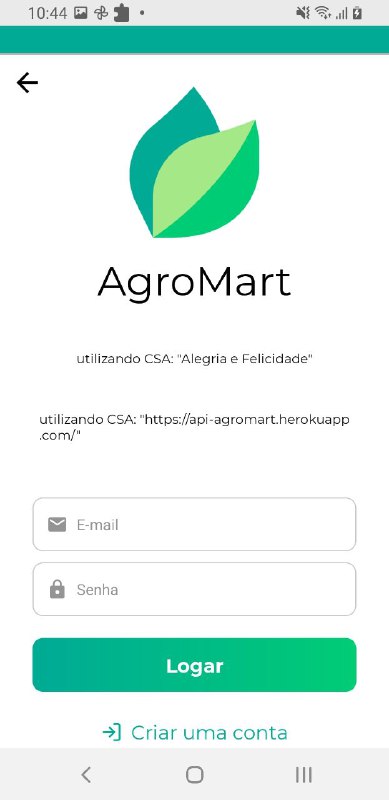 10:44
AgroMart
utilizando CSA: "Alegria e Felicidade"
utilizando CSA: "https://api-agromart.herokuapp
.com/"
E-mail
Senha
Logar
Criar uma conta